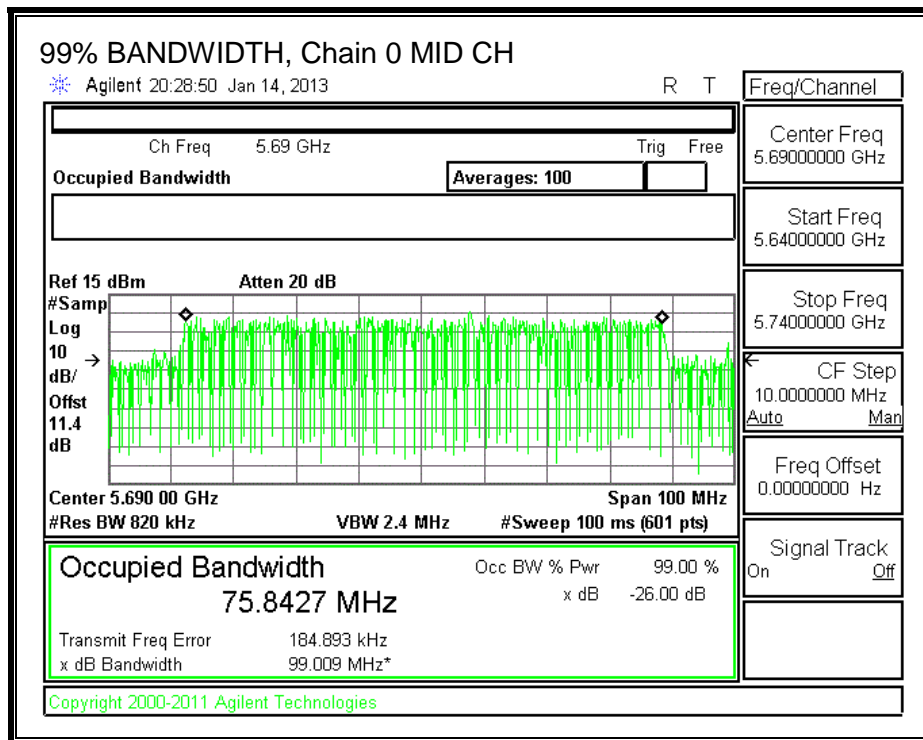 99% BANDWIDTH, Chain 0 MID CH
Agilent 20:28:50 Jan 14, 2013 R T
Freq/Channel
Ch Freq 5.69 GHz Trig Free
Occupied Bandwidth Averages: 100
Center Freq
5.69000000 GHz
Start Freq
5.64000000 GHz
Stop Freq
5.74000000 GHz
CF Step
10.0000000 MHz
Auto Man
Freq Offset
0.00000000 Hz
Signal Track
On Off
Ref 15 dBm Atten 20 dB
#Samp
Log
10
dB/
Offst
11.4
dB
Center 5.690 00 GHz Span 100 MHz
#Res BW 820 kHz VBW 2.4 MHz #Sweep 100 ms (601 pts)
Occupied Bandwidth Occ BW % Pwr 99.00 %
75.8427 MHz x dB -26.00 dB
Transmit Freq Error 184.893 kHz
x dB Bandwidth 99.009 MHz*
Copyright 2000-2011 Agilent Technologies